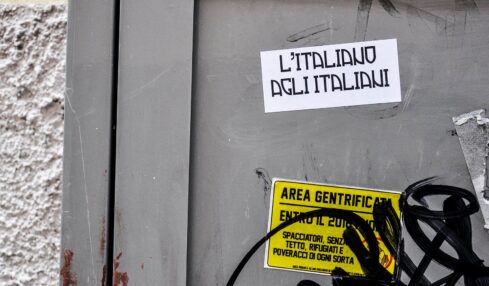 L'ITALIANO
AGLI ITALIANI
AREA GENTRIFICATA
ENTRO IL
SPACCIATORI, SENZA
TETTO, RIFUGIATI E
POVERACCI DI OGNI SORTA